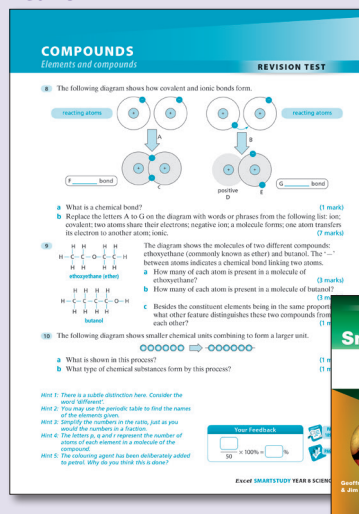 COMPOUNDS
Elements and compounds
REVISION TEST
8 The following diagram shows how covalent and ionic bonds form.
reacting atoms
reacting atoms
A
B
F ______ bond
C
positive
D
E
G ______ bond
a What is a chemical bond? (1 mark)
b Replace the letters A to G on the diagram with words or phrases from the following list: ion;
covalent; two atoms share their electrons; negative ion; a molecule forms; one atom transfers
its electron to another atom; ionic. (7 marks)
9 The diagram shows the molecules of two different compounds:
ethoxyethane (commonly known as ether) and butanol. The '–'
between atoms indicates a chemical bond linking two atoms.
H H H H
H–C–C–O–C–C–H
H H H H
ethoxyethane (ether)
a How many of each atom is present in a molecule of
ethoxyethane? (3 marks)
b How many of each atom is present in a molecule of butanol?
(3 m
H H H H
H–C–C–C–C–O–H
H H H H
butanol
c Besides the constituent elements being in the same proporti
what other feature distinguishes these two compounds from
each other? (1 m
10 The following diagram shows smaller chemical units combining to form a larger unit.
a What is shown in this process? (1 m
b What type of chemical substances form by this process? (1 m
Hint 1: There is a subtle distinction here. Consider the
word 'different'.
Hint 2: You may use the periodic table to find the names
of the elements given.
Hint 3: Simplify the numbers in the ratio, just as you
would the numbers in a fraction.
Hint 4: The letters p, q and r represent the number of
atoms of each element in a molecule of the
compound.
Hint 5: The colouring agent has been deliberately added
to petrol. Why do you think this is done?
Your Feedback
50 × 100% = %
Excel SMARTSTUDY YEAR 8 SCIENC
Sm
Geoff
& Jim